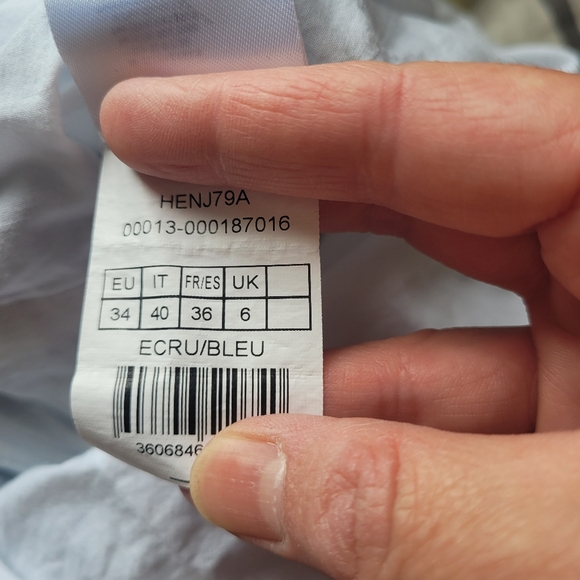 HENJ79A
00013-000187016
EU IT FR/ES UK
34 40 36 6
ECRU/BLEU
3606846